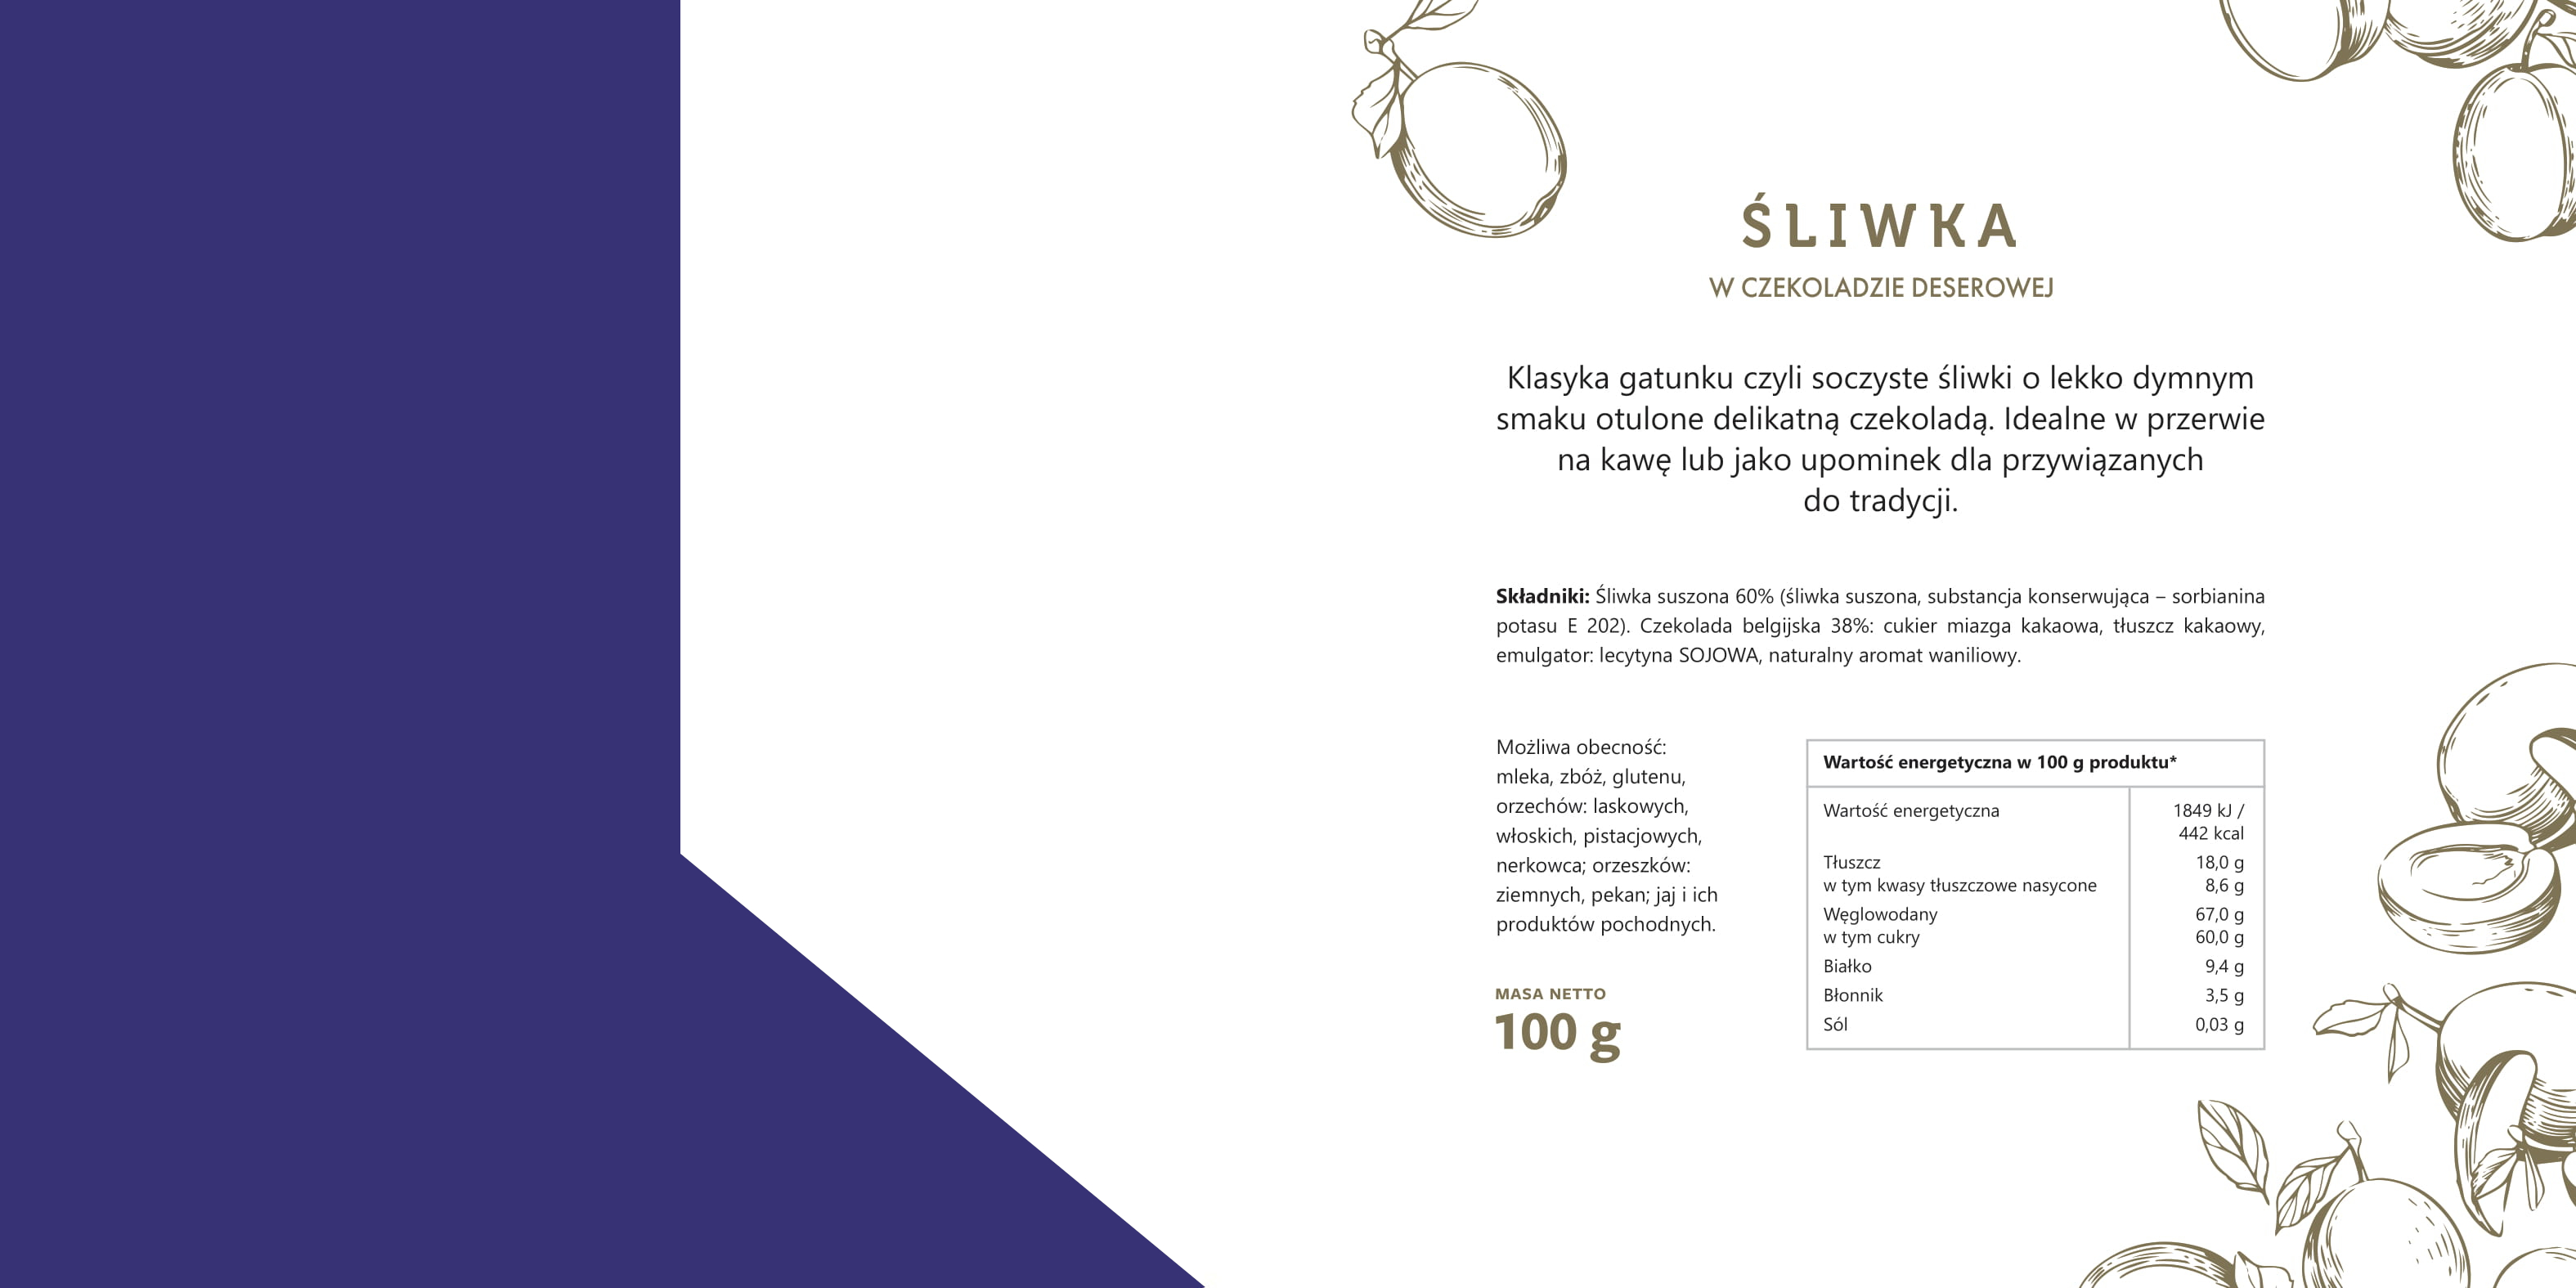 ŚLIWKA
W CZEKOLADZIE DESEROWEJ
Klasyka gatunku czyli soczyste śliwki o lekko dymnym
smaku otulone delikatną czekoladą. Idealne w przerwie
na kawę lub jako upominek dla przywiązanych
do tradycji.
Składniki: Śliwka suszona 60% (śliwka suszona, substancja konserwująca – sorbianina
potasu E 202). Czekolada belgijska 38%: cukier miazga kakaowa, tłuszcz kakaowy,
emulgator: lecytyna SOJOWA, naturalny aromat waniliowy.
Możliwa obecność:
mleka, zbóż, glutenu,
orzechów: laskowych,
włoskich, pistacjowych,
nerkowca; orzeszków:
ziemnych, pekan; jaj i ich
produktów pochodnych.
MASA NETTO
100 g
Wartość energetyczna w 100 g produktu*
Wartość energetyczna 1849 kJ /
442 kcal
Tłuszcz 18,0 g
w tym kwasy tłuszczowe nasycone 8,6 g
Węglowodany 67,0 g
w tym cukry 60,0 g
Białko 9,4 g
Błonnik 3,5 g
Sól 0,03 g